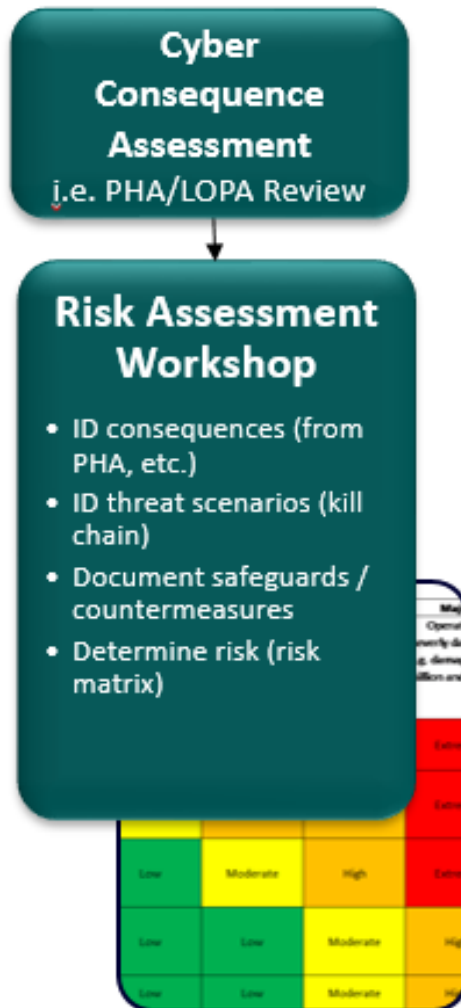 Cyber
Consequence
Assessment
i.e. PHA/LOPA Review
Risk Assessment
Workshop
• ID consequences (from
PHA, etc.)
• ID threat scenarios (kill
chain)
• Document safeguards /
countermeasures
• Determine risk (risk
matrix)
Low Moderate High
Low Low Moderate
Low Low Moderate